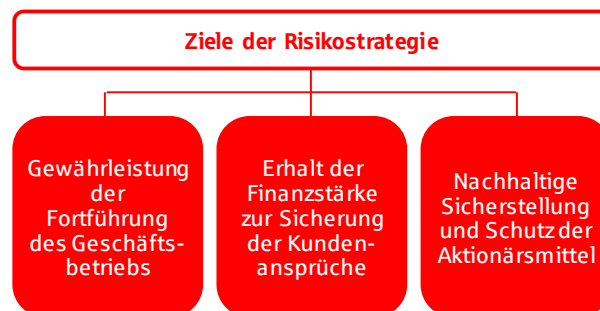 Ziele der Risikostrategie
Gewährleistung
der
Fortführung
des Geschäfts-
betriebs
Erhalt der
Finanzstärke
zur Sicherung
der Kunden-
ansprüche
Nachhaltige
Sicherstellung
und Schutz der
Aktionärsmittel